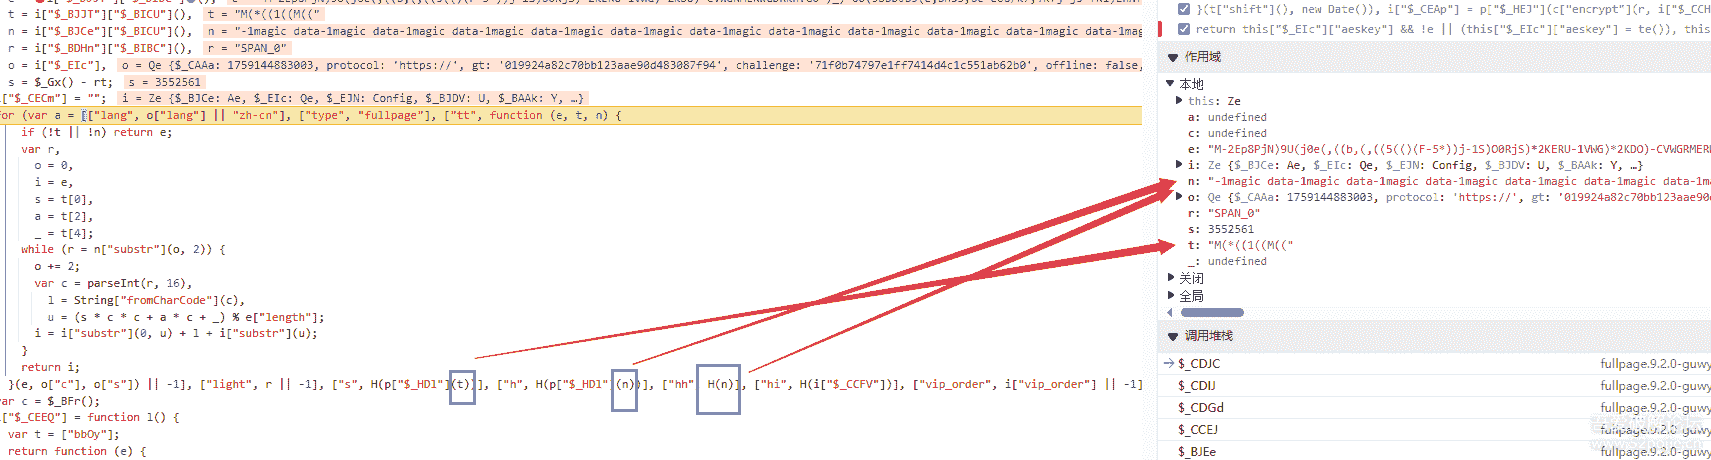 t = i["$_BJJT"]["$_BICU"](), t = "M(*((1((M(("
n = i["$_BJCe"]["$_BICU"](), n = "-1magic data-1magic data-1magic data-1magic data-1magic data-1magic data-1magic data-1magic data-1magic data-1magic data-1magic data-1mag
r = i["$_BDHn"]["$_BIBC"](), r = "SPAN_0"
o = i["$_EIc"], o = Qe {$_CAAa: 1759144883003, protocol: 'https://', gt: '019924a82c70bb123aae90d483087f94', challenge: '71f0b74797e1ff7414d4c1c551ab62b0', offline: false,
s = $_Gx() - rt; s = 3552561
i["$_CECm"] = ""; i = Ze {$_BJCe: Ae, $_EIc: Qe, $_EJN: Config, $_BJDV: U, $_BAAk: Y, …}
for (var a = [["lang", o["lang"] || "zh-cn"], ["type", "fullpage"], ["tt", function (e, t, n) {
if (!t || !n) return e;
var r,
o = 0,
i = e,
s = t[0],
a = t[2],
_ = t[4];
while (r = n["substr"](o, 2)) {
o += 2;
var c = parseInt(r, 16),
l = String["fromCharCode"](c),
u = (s * c * c + a * c + _) % e["length"];
i = i["substr"](0, u) + l + i["substr"](u);
}
return i;
}(e, o["c"], o["s"]) || -1], ["light", r || -1], ["s", H(p["$_HDl"](t))], ["h", H(p["$_HDl"](n))], ["hh", H(n)], ["hi", H(i["$_CCFV"])], ["vip_order", i["vip_order"] || -1]
var c = $_BFr();
["$_CEEQ"] = function l() {
var t = ["bbOy"];
return function (e) {
}(t["shift"](), new Date()), i["$_CEAp"] = p["$_HEJ"](c["encrypt"](r, i["$_CCH
return this["$_EIc"]["aeskey"] && !e || (this["$_EIc"]["aeskey"] = te()), this
作用域
本地
this: Ze
a: undefined
c: undefined
e: "M-2Ep8PjN)9U(j0e(,((b,(,((5(()(F-5*))j-1S)O0RjS)*2KERU-1VWG)*2KDO)-CVWGRMER
i: Ze {$_BJCe: Ae, $_EIc: Qe, $_EJN: Config, $_BJDV: U, $_BAAk: Y, …}
n: "-1magic data-1magic data-1magic data-1magic data-1magic data-1magic data-1ma
o: Qe {$_CAAa: 1759144883003, protocol: 'https://', gt: '019924a82c70bb123aae90
r: "SPAN_0"
s: 3552561
t: "M(*((1((M(("
_: undefined
关闭
全局
调用堆栈
$_CDJC fullpage.9.2.0-guwy
$_CDIJ fullpage.9.2.0-guwy
$_CDGd fullpage.9.2.0-guwy
$_CCEJ fullpage.9.2.0-guwy
$_BJEe fullpage.9.2.0-guwy